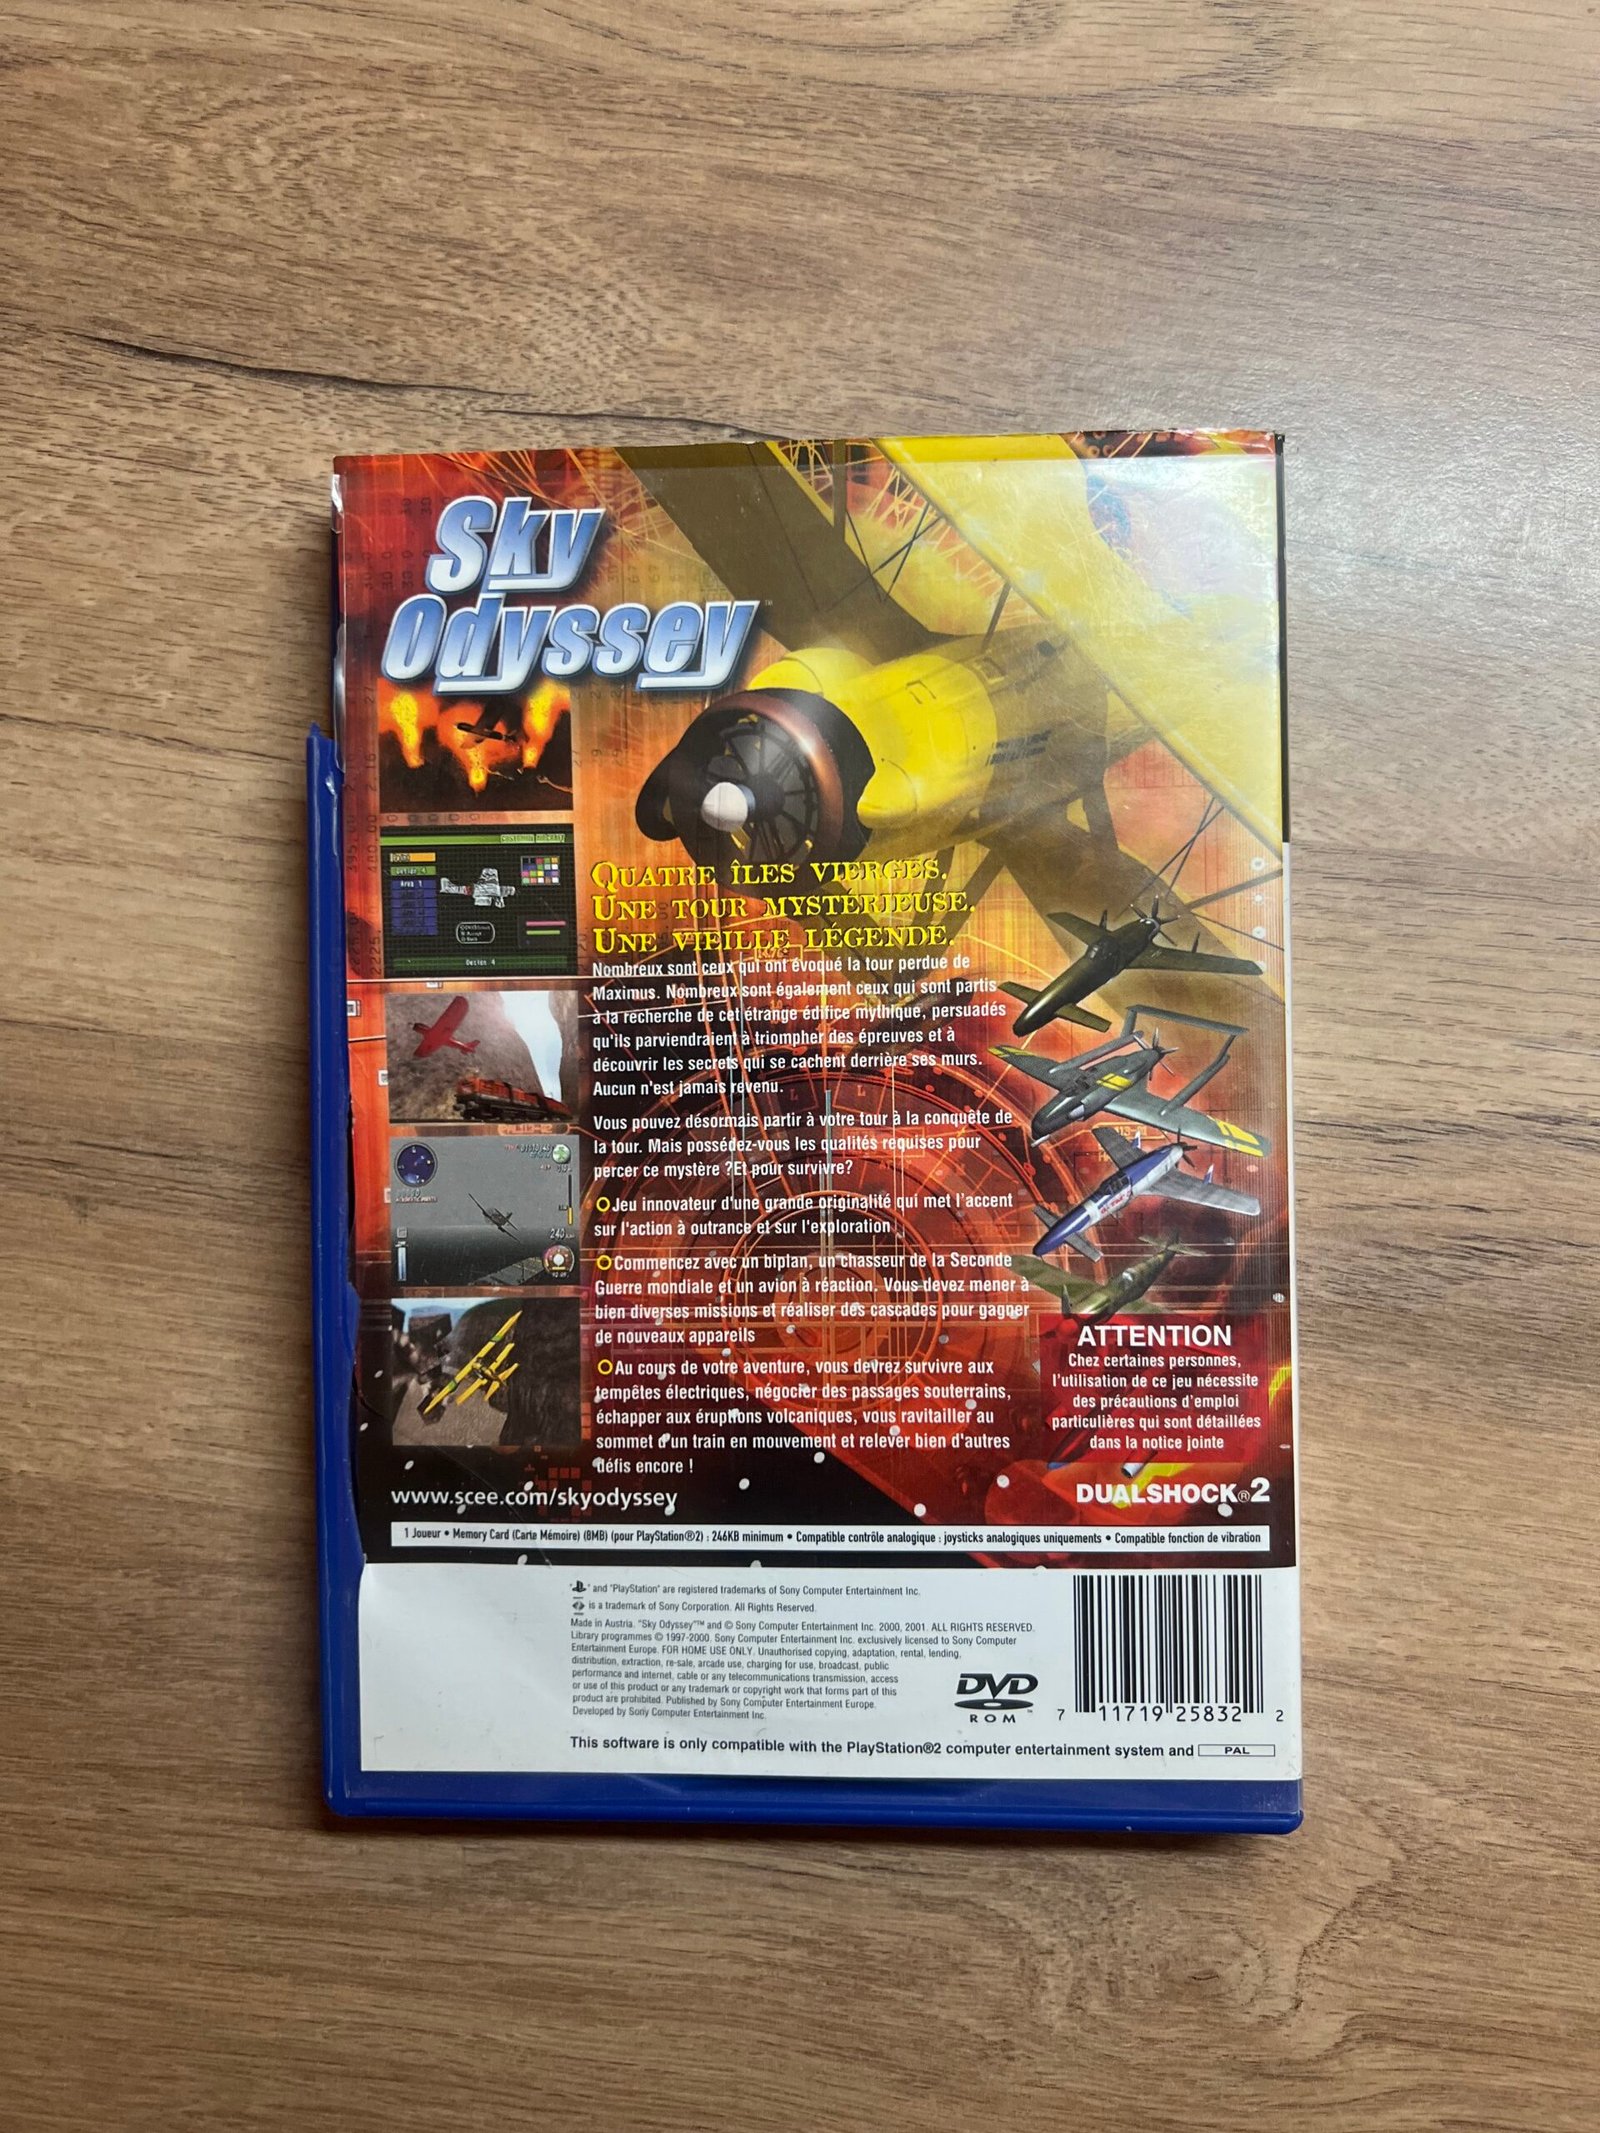 Sky
Odyssey™
QUATRE ÎLES VIERGES.
UNE TOUR MYSTÉRIEUSE.
UNE VIEILLE LÉGENDE.
Nombreux sont ceux qui ont évoqué la tour perdue de
Maximus. Nombreux sont également ceux qui sont partis
à la recherche de cet étrange édifice mythique, persuadés
qu'ils parviendraient à triompher des épreuves et à
découvrir les secrets qui se cachent derrière ses murs.
Aucun n'est jamais revenu.
Vous pouvez désormais partir à votre tour à la conquête de
la tour. Mais possédez-vous les qualités requises pour
percer ce mystère ?Et pour survivre?
Jeu innovateur d'une grande originalité qui met l'accent
sur l'action à outrance et sur l'exploration
Commencez avec un biplan, un chasseur de la Seconde
Guerre mondiale et un avion à réaction. Vous devez mener à
bien diverses missions et réaliser des cascades pour gagner
de nouveaux appareils
Au cours de votre aventure, vous devrez survivre aux
tempêtes électriques, négocier des passages souterrains,
échapper aux éruptions volcaniques, vous ravitailler au
sommet d'un train en mouvement et relever bien d'autres
défis encore !
ATTENTION
Chez certaines personnes,
l'utilisation de ce jeu nécessite
des précautions d'emploi
particulières qui sont détaillées
dans la notice jointe
www.scee.com/skyodyssey
DUALSHOCK®2
1 Joueur • Memory Card (Carte Mémoire) (8MB) (pour PlayStation®2) : 246KB minimum • Compatible contrôle analogique : joysticks analogiques uniquements • Compatible fonction de vibration
" " and "PlayStation" are registered trademarks of Sony Computer Entertainment Inc.
is a trademark of Sony Corporation. All Rights Reserved.
Made in Austria. "Sky Odyssey"™ and © Sony Computer Entertainment Inc. 2000, 2001. ALL RIGHTS RESERVED.
Library programmes © 1997-2000. Sony Computer Entertainment Inc. exclusively licensed to Sony Computer
Entertainment Europe. FOR HOME USE ONLY. Unauthorised copying, adaptation, rental, lending,
distribution, extraction, re-sale, arcade use, charging for use, broadcast, public
performance and internet, cable or any telecommunications transmission, access
or use of this product or any trademark or copyright work that forms part of this
product are prohibited. Published by Sony Computer Entertainment Europe.
Developed by Sony Computer Entertainment Inc.
DVD
ROM
7 11719 25832 2
This software is only compatible with the PlayStation®2 computer entertainment system and PAL